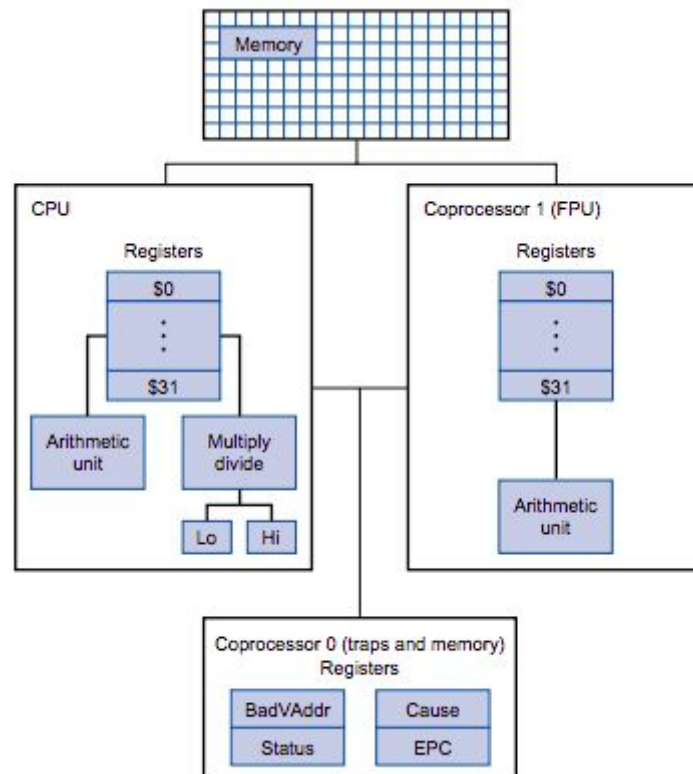 Memory
CPU
Registers
$0
$31
Arithmetic
unit
Multiply
divide
Lo
Hi
Coprocessor 1 (FPU)
Registers
$0
$31
Arithmetic
unit
Coprocessor 0 (traps and memory)
Registers
BadVAddr
Cause
Status
EPC